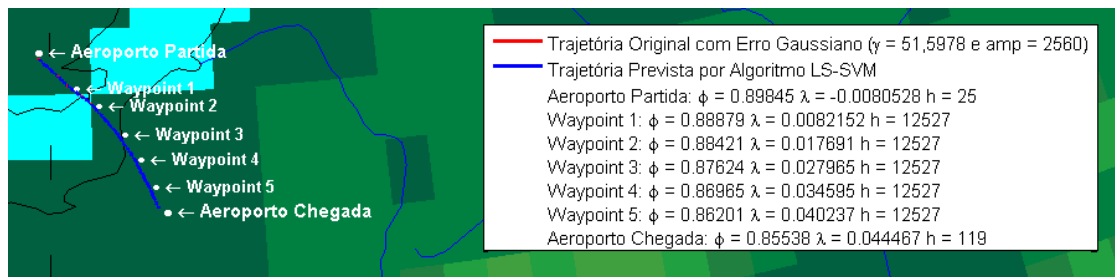 ← Aeroporto Partida
← Waypoint 1
← Waypoint 2
← Waypoint 3
← Waypoint 4
← Waypoint 5
← Aeroporto Chegada
Trajetória Original com Erro Gaussiano (γ = 51,5978 e amp = 2560)
Trajetória Prevista por Algoritmo LS-SVM
Aeroporto Partida: ϕ = 0.89845 λ = -0.0080528 h = 25
Waypoint 1: ϕ = 0.88879 λ = 0.0082152 h = 12527
Waypoint 2: ϕ = 0.88421 λ = 0.017691 h = 12527
Waypoint 3: ϕ = 0.87624 λ = 0.027965 h = 12527
Waypoint 4: ϕ = 0.86965 λ = 0.034595 h = 12527
Waypoint 5: ϕ = 0.86201 λ = 0.040237 h = 12527
Aeroporto Chegada: ϕ = 0.85538 λ = 0.044467 h = 119